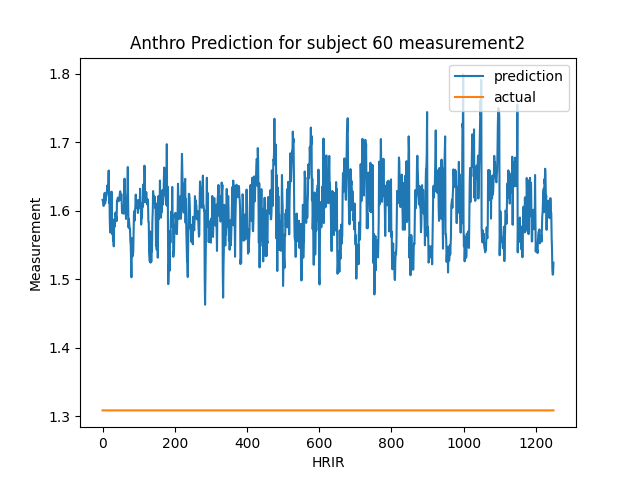 Anthro Prediction for subject 60 measurement2
prediction
actual
Measurement
1.8
1.7
1.6
1.5
1.4
1.3
0 200 400 600 800 1000 1200
HRIR